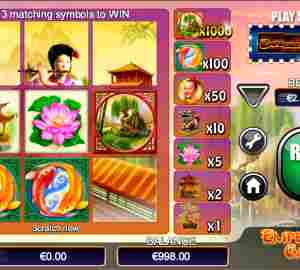 3 matching symbols to WIN
PLAY
x1000
x100
x50
x10
x5
x2
x1
Scratch now
BALANCE
€0.00
€998.00
€2